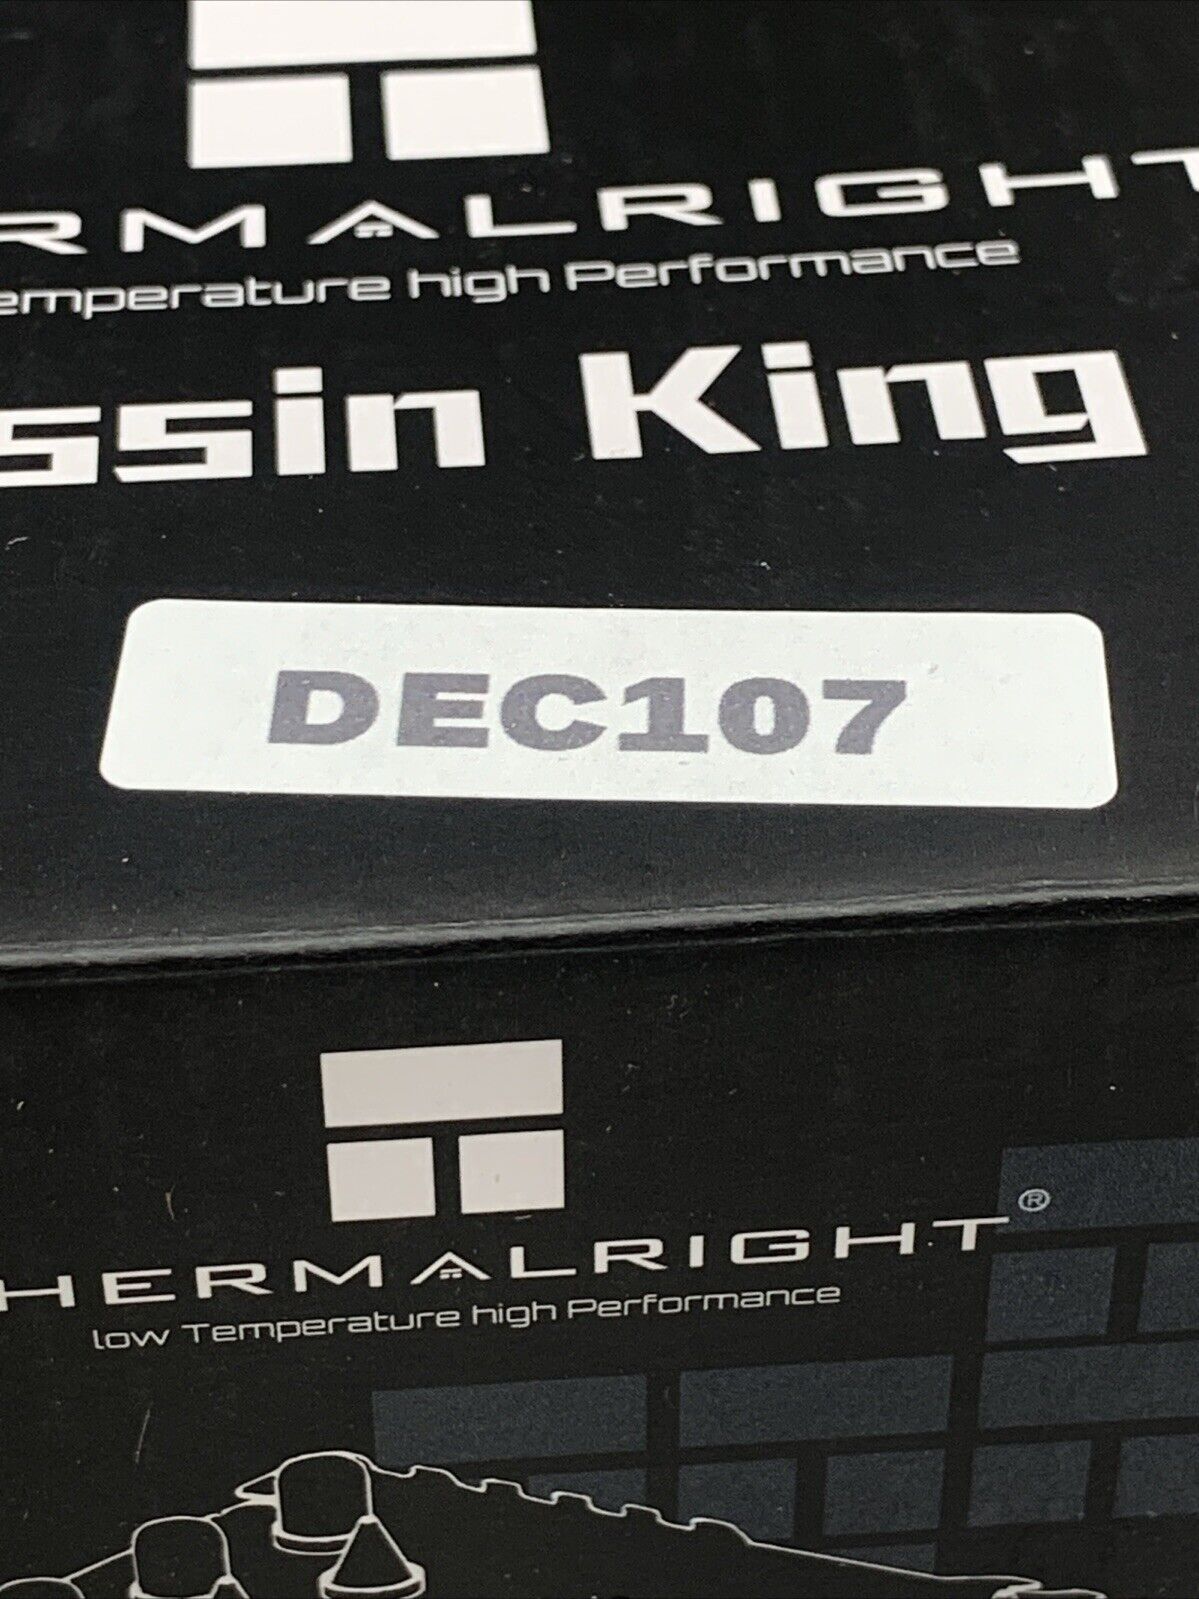 RMALRIGHT
emperature high Performance
ssin King
DEC107
HERMALRIGHT®
low Temperature high Performance